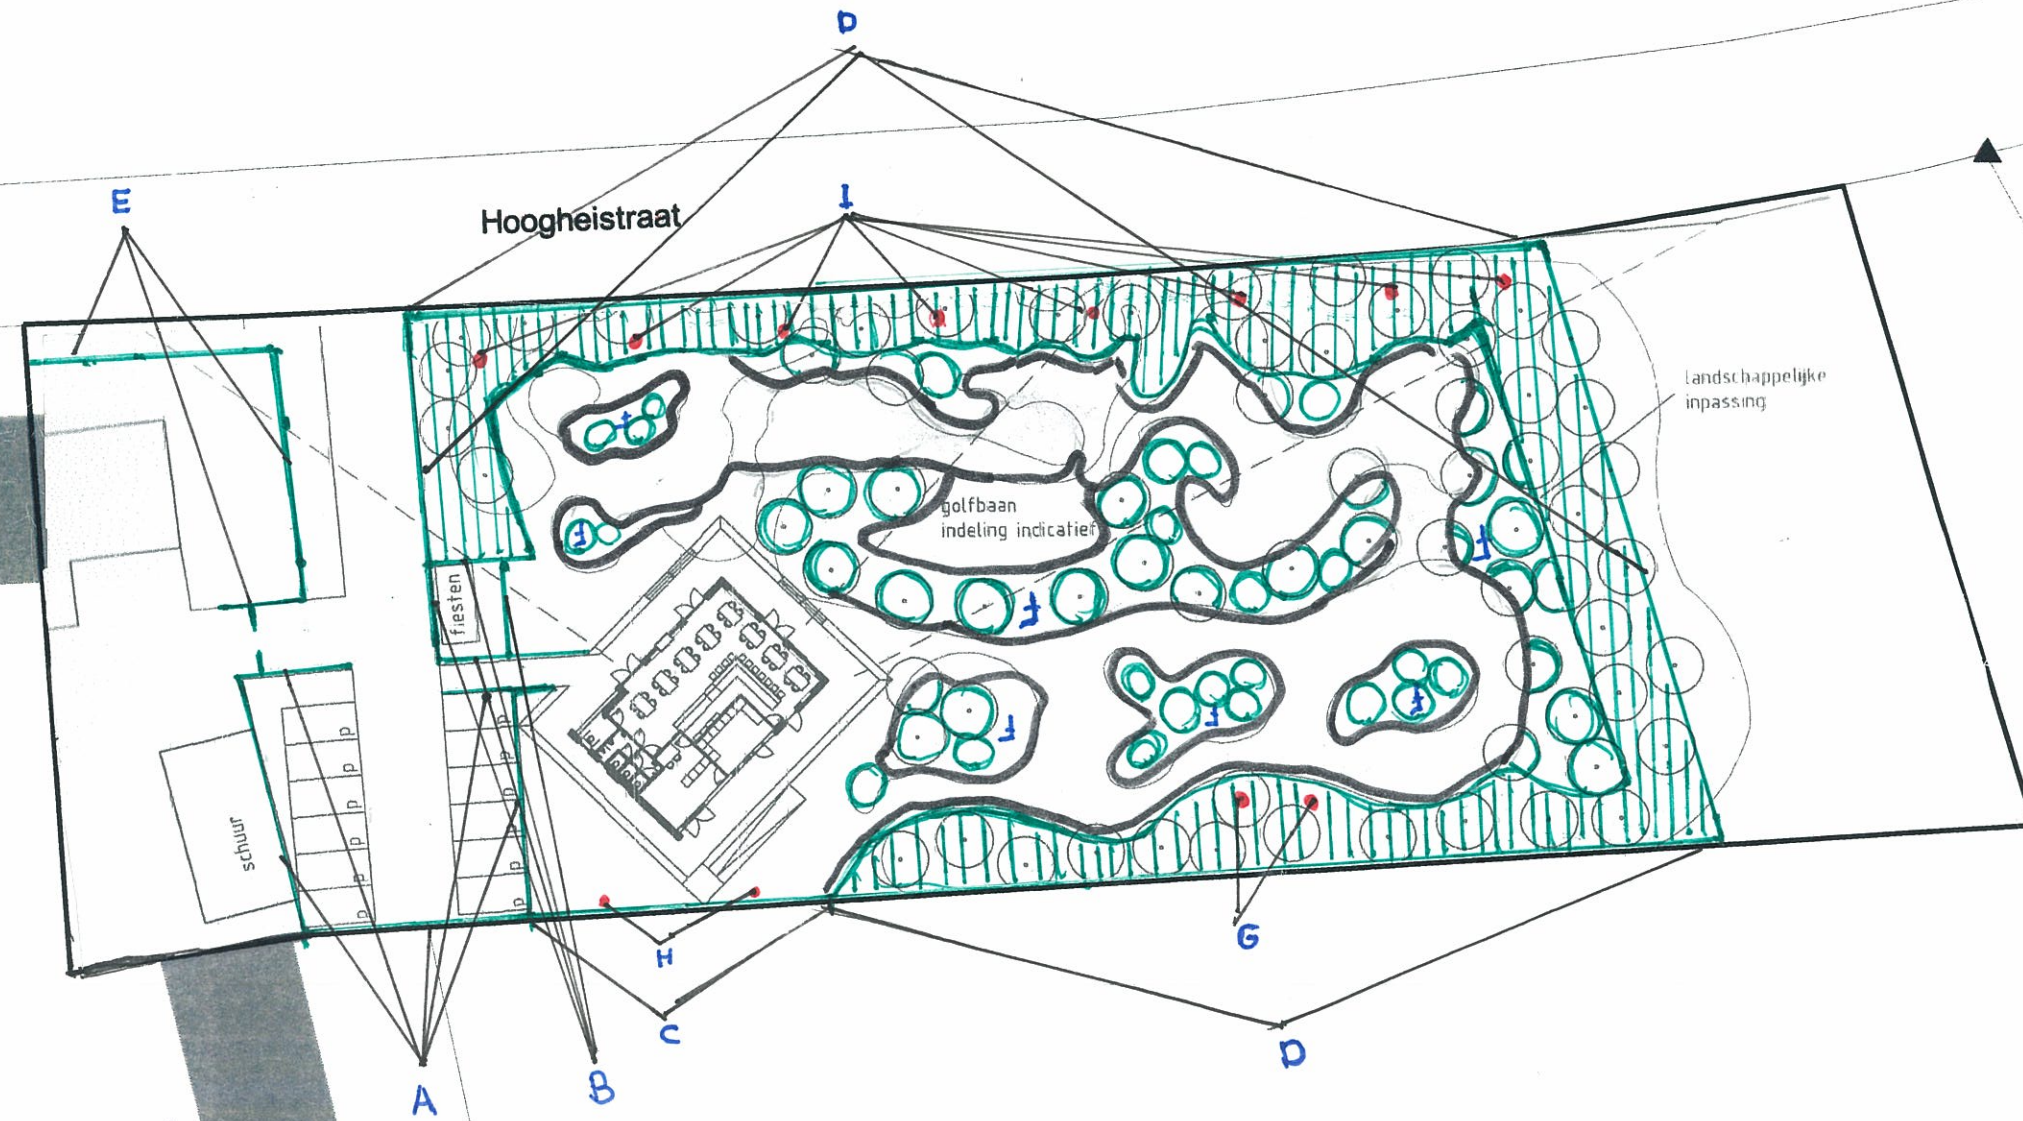 D
E
I
Hoogheistraat
landschappelijke
inpassing
f
golfbaan
indeling indicatief
f
f
fiesten
f
f
f
f
p
p
p
p
p
p
p
p
p
schuur
H
G
C
D
A
B